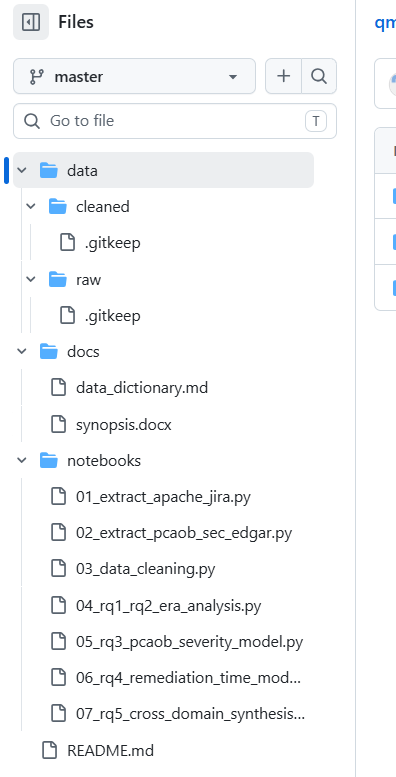 Files
qm
master
Go to file
T
data
cleaned
.gitkeep
raw
.gitkeep
docs
data_dictionary.md
synopsis.docx
notebooks
01_extract_apache_jira.py
02_extract_pcaob_sec_edgar.py
03_data_cleaning.py
04_rq1_rq2_era_analysis.py
05_rq3_pcaob_severity_model.py
06_rq4_remediation_time_mod...
07_rq5_cross_domain_synthesis...
README.md